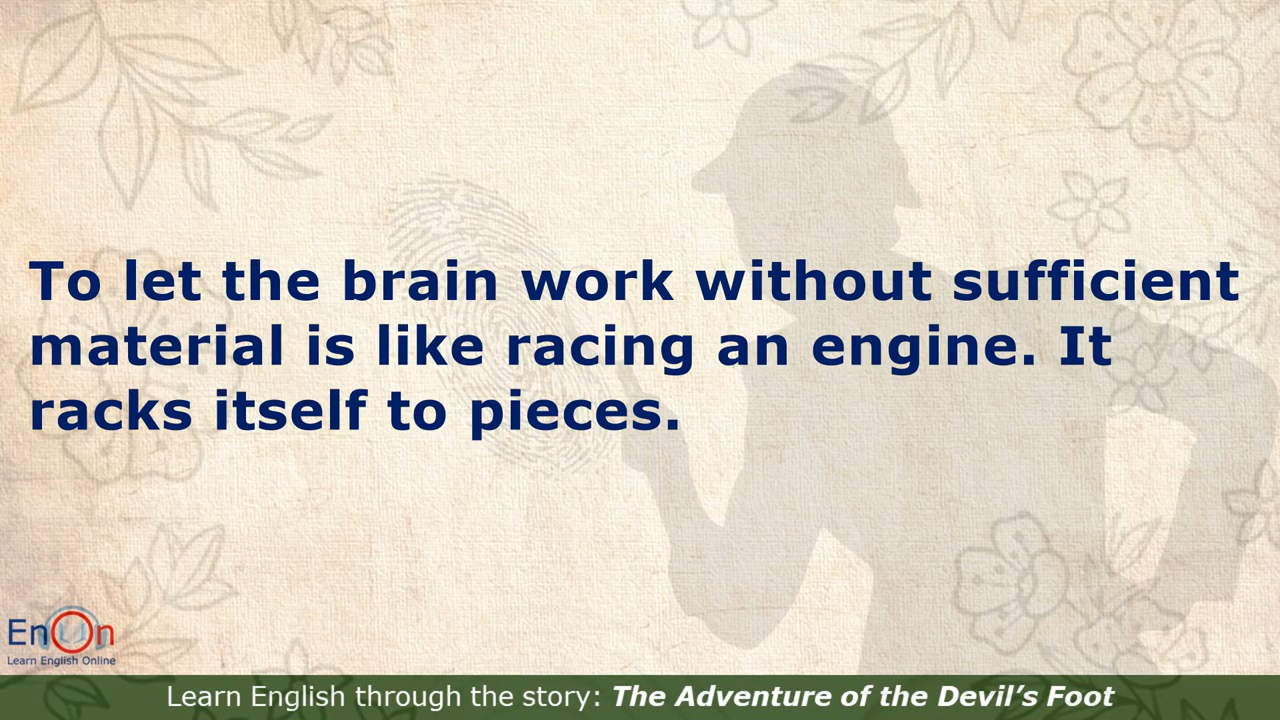 To let the brain work without sufficient
material is like racing an engine. It
racks itself to pieces.
EnOn
Learn English Online
Learn English through the story: The Adventure of the Devil’s Foot